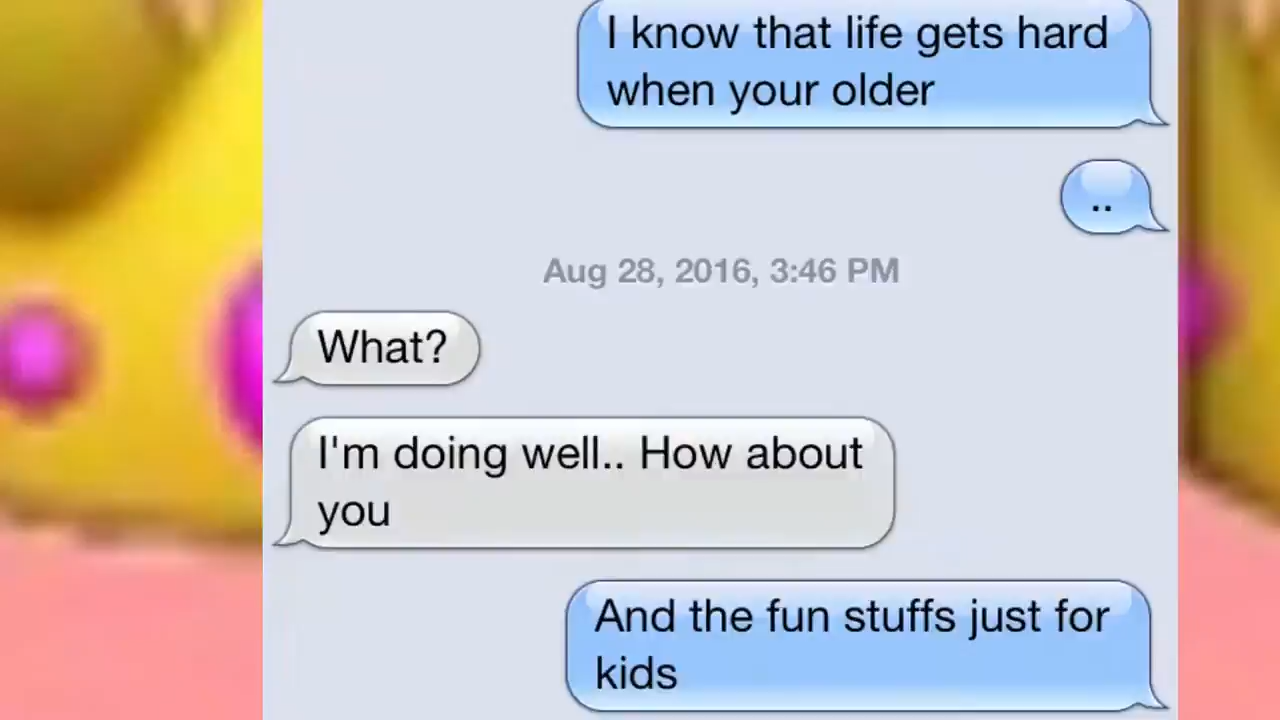 I know that life gets hard
when your older
..
Aug 28, 2016, 3:46 PM
What?
I'm doing well.. How about
you
And the fun stuffs just for
kids